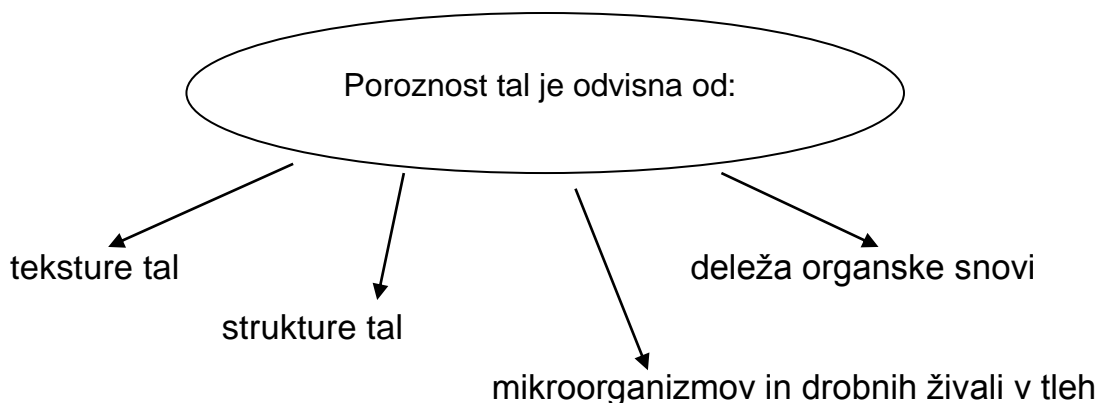 Poroznost tal je odvisna od:
teksture tal
deleža organske snovi
strukture tal
mikroorganizmov in drobnih živali v tleh